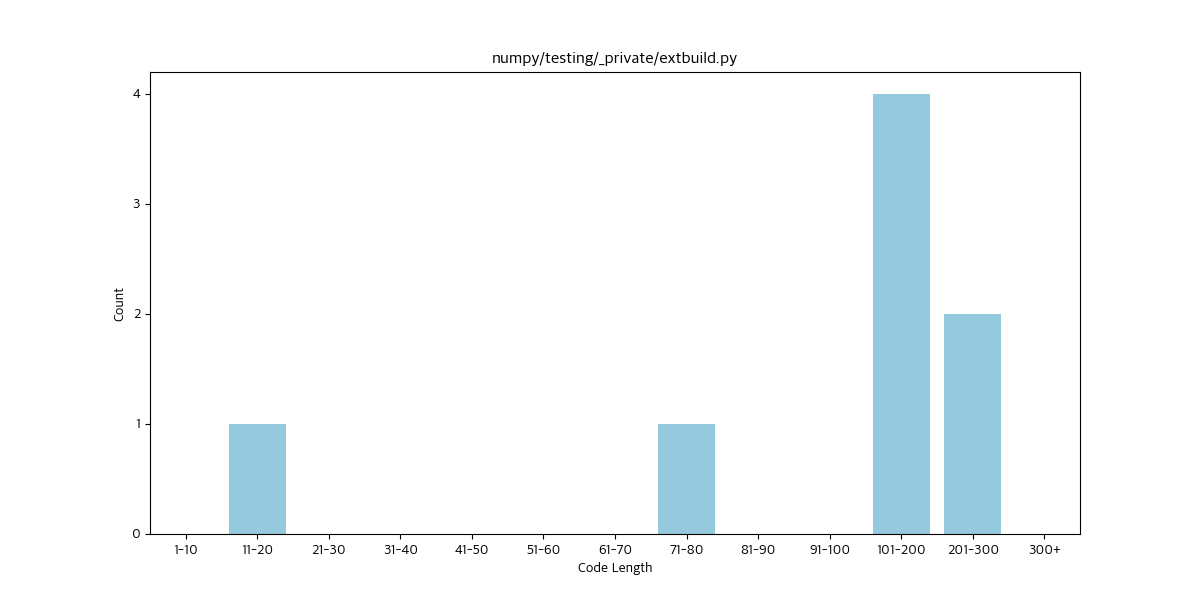 numpy/testing/_private/extbuild.py
4
3
2
1
0
Count
1-10 11-20 21-30 31-40 41-50 51-60 61-70 71-80 81-90 91-100 101-200 201-300 300+
Code Length